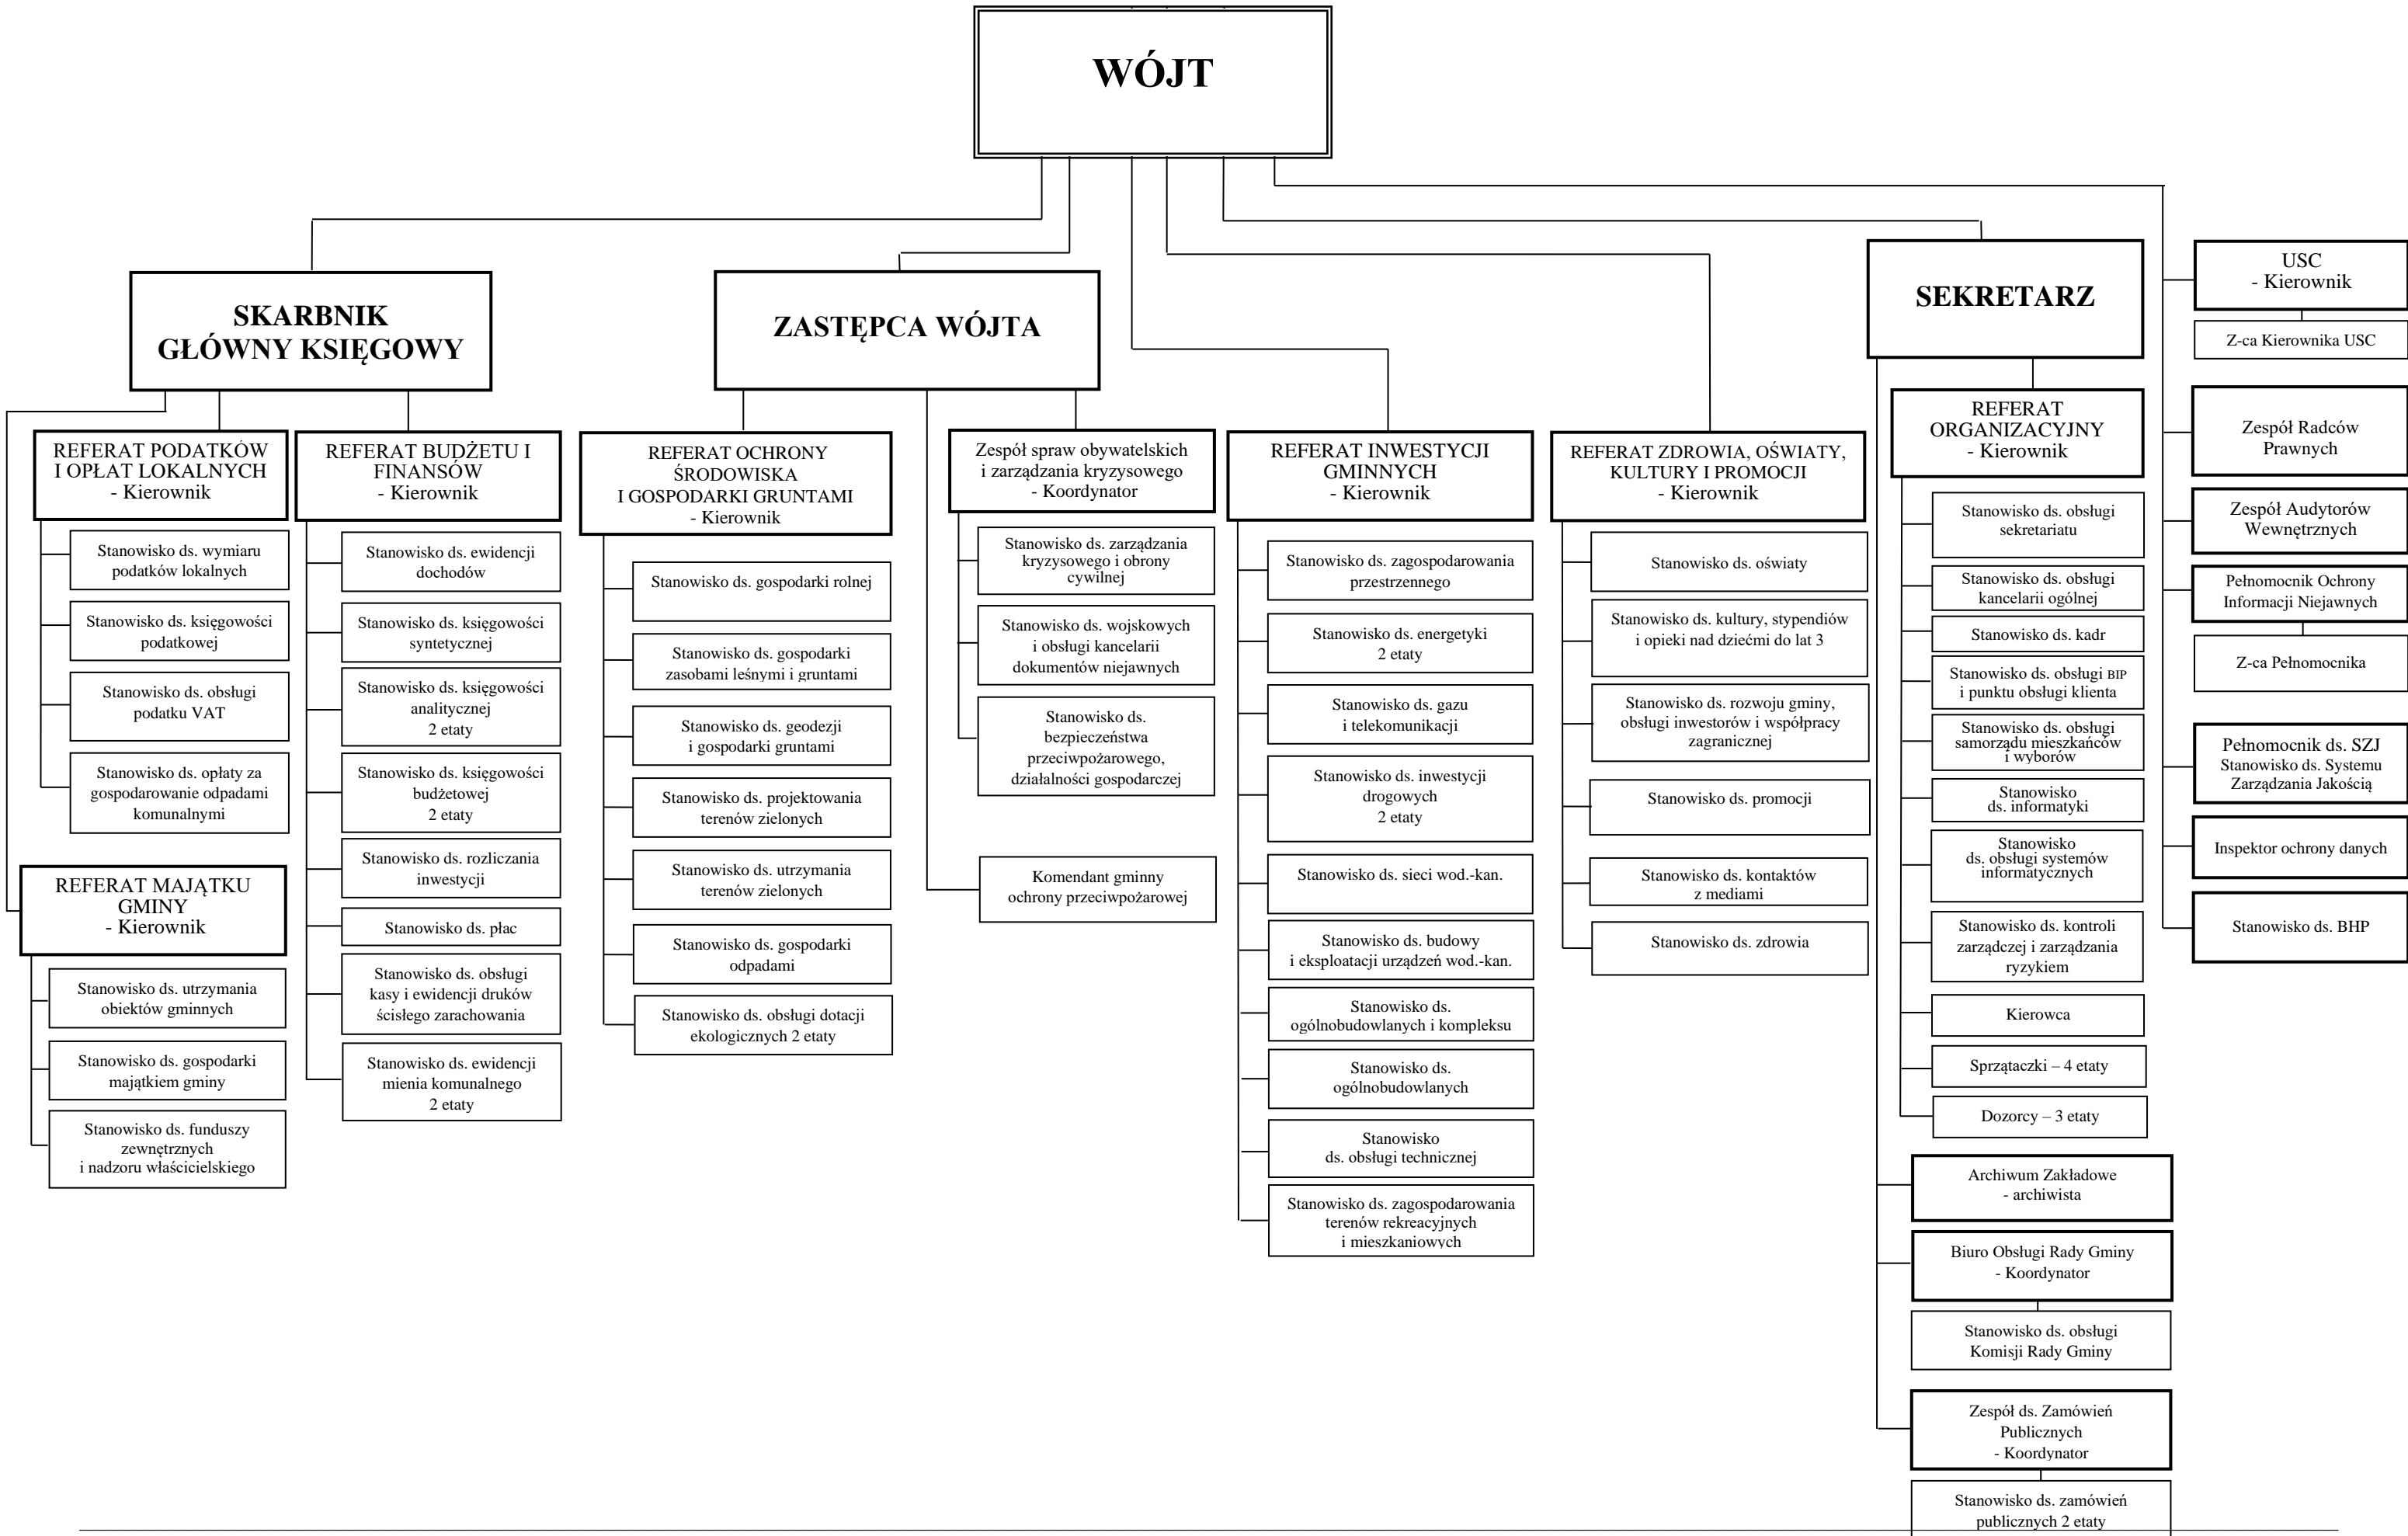 WÓJT
SKARBNIK
GŁÓWNY KSIĘGOWY
ZASTĘPCA WÓJTA
SEKRETARZ
USC
- Kierownik
Z-ca Kierownika USC
REFERAT PODATKÓW
I OPŁAT LOKALNYCH
- Kierownik
Stanowisko ds. wymiaru
podatków lokalnych
Stanowisko ds. księgowości
podatkowej
Stanowisko ds. obsługi
podatku VAT
Stanowisko ds. opłaty za
gospodarowanie odpadami
komunalnymi
REFERAT MAJĄTKU
GMINY
- Kierownik
Stanowisko ds. utrzymania
obiektów gminnych
Stanowisko ds. gospodarki
majątkiem gminy
Stanowisko ds. funduszy
zewnętrznych
i nadzoru właścicielskiego
REFERAT BUDŻETU I
FINANSÓW
- Kierownik
Stanowisko ds. ewidencji
dochodów
Stanowisko ds. księgowości
syntetycznej
Stanowisko ds. księgowości
analitycznej
2 etaty
Stanowisko ds. księgowości
budżetowej
2 etaty
Stanowisko ds. rozliczania
inwestycji
Stanowisko ds. płac
Stanowisko ds. obsługi
kasy i ewidencji druków
ścisłego zarachowania
Stanowisko ds. ewidencji
mienia komunalnego
2 etaty
REFERAT OCHRONY
ŚRODOWISKA
I GOSPODARKI GRUNTAMI
- Kierownik
Stanowisko ds. gospodarki rolnej
Stanowisko ds. gospodarki
zasobami leśnymi i gruntami
Stanowisko ds. geodezji
i gospodarki gruntami
Stanowisko ds. projektowania
terenów zielonych
Stanowisko ds. utrzymania
terenów zielonych
Stanowisko ds. gospodarki
odpadami
Stanowisko ds. obsługi dotacji
ekologicznych 2 etaty
Zespół spraw obywatelskich
i zarządzania kryzysowego
- Koordynator
Stanowisko ds. zarządzania
kryzysowego i obrony
cywilnej
Stanowisko ds. wojskowych
i obsługi kancelarii
dokumentów niejawnych
Stanowisko ds.
bezpieczeństwa
przeciwpożarowego,
działalności gospodarczej
Komendant gminny
ochrony przeciwpożarowej
REFERAT INWESTYCJI
GMINNYCH
- Kierownik
Stanowisko ds. zagospodarowania
przestrzennego
Stanowisko ds. energetyki
2 etaty
Stanowisko ds. gazu
i telekomunikacji
Stanowisko ds. inwestycji
drogowych
2 etaty
Stanowisko ds. sieci wod.-kan.
Stanowisko ds. budowy
i eksploatacji urządzeń wod.-kan.
Stanowisko ds.
ogólnobudowlanych i kompleksu
Stanowisko ds.
ogólnobudowlanych
Stanowisko
ds. obsługi technicznej
Stanowisko ds. zagospodarowania
terenów rekreacyjnych
i mieszkaniowych
REFERAT ZDROWIA, OŚWIATY,
KULTURY I PROMOCJI
- Kierownik
Stanowisko ds. oświaty
Stanowisko ds. kultury, stypendiów
i opieki nad dziećmi do lat 3
Stanowisko ds. rozwoju gminy,
obsługi inwestorów i współpracy
zagranicznej
Stanowisko ds. promocji
Stanowisko ds. kontaktów
z mediami
Stanowisko ds. zdrowia
REFERAT
ORGANIZACYJNY
- Kierownik
Stanowisko ds. obsługi
sekretariatu
Stanowisko ds. obsługi
kancelarii ogólnej
Stanowisko ds. kadr
Stanowisko ds. obsługi BIP
i punktu obsługi klienta
Stanowisko ds. obsługi
samorządu mieszkańców
i wyborów
Stanowisko
ds. informatyki
Stanowisko
ds. obsługi systemów
informatycznych
Stanowisko ds. kontroli
zarządczej i zarządzania
ryzykiem
Kierowca
Sprzątaczki – 4 etaty
Dozorcy – 3 etaty
Archiwum Zakładowe
- archiwista
Biuro Obsługi Rady Gminy
- Koordynator
Stanowisko ds. obsługi
Komisji Rady Gminy
Zespół ds. Zamówień
Publicznych
- Koordynator
Stanowisko ds. zamówień
publicznych 2 etaty
Zespół Radców
Prawnych
Zespół Audytorów
Wewnętrznych
Pełnomocnik Ochrony
Informacji Niejawnych
Z-ca Pełnomocnika
Pełnomocnik ds. SZJ
Stanowisko ds. Systemu
Zarządzania Jakością
Inspektor ochrony danych
Stanowisko ds. BHP